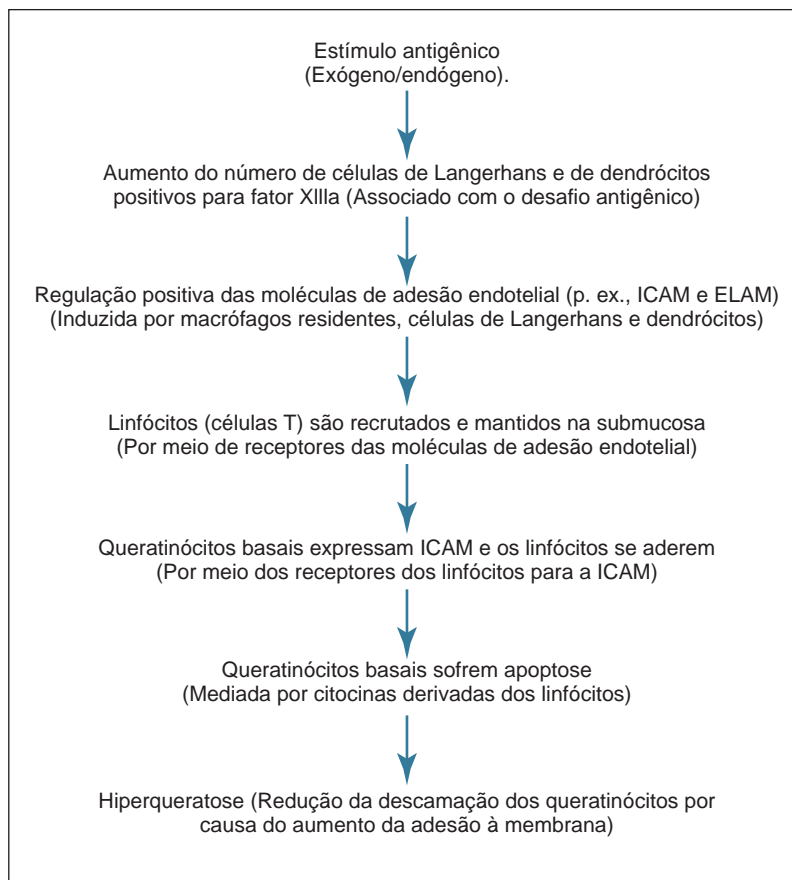 Estímulo antigênico
(Exógeno/endógeno).
Aumento do número de células de Langerhans e de dendrócitos
positivos para fator XIIIa (Associado com o desafio antigênico)
Regulação positiva das moléculas de adesão endotelial (p. ex., ICAM e ELAM)
(Induzida por macrófagos residentes, células de Langerhans e dendrócitos)
Linfócitos (células T) são recrutados e mantidos na submucosa
(Por meio de receptores das moléculas de adesão endotelial)
Queratinócitos basais expressam ICAM e os linfócitos se aderem
(Por meio dos receptores dos linfócitos para a ICAM)
Queratinócitos basais sofrem apoptose
(Mediada por citocinas derivadas dos linfócitos)
Hiperqueratose (Redução da descamação dos queratinócitos por
causa do aumento da adesão à membrana)